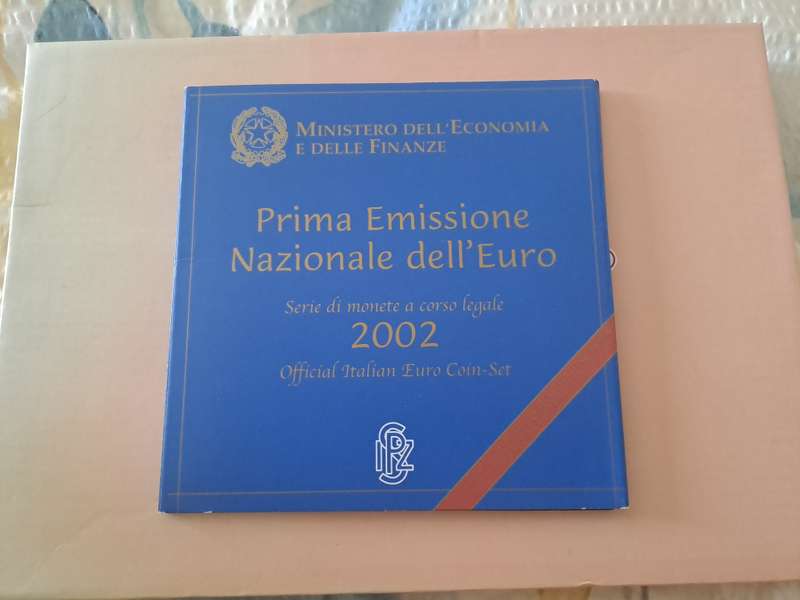 MINISTERO DELL'ECONOMIA
E DELLE FINANZE
Prima Emissione
Nazionale dell'Euro
Serie di monete a corso legale
2002
Official Italian Euro Coin-Set
IPZS